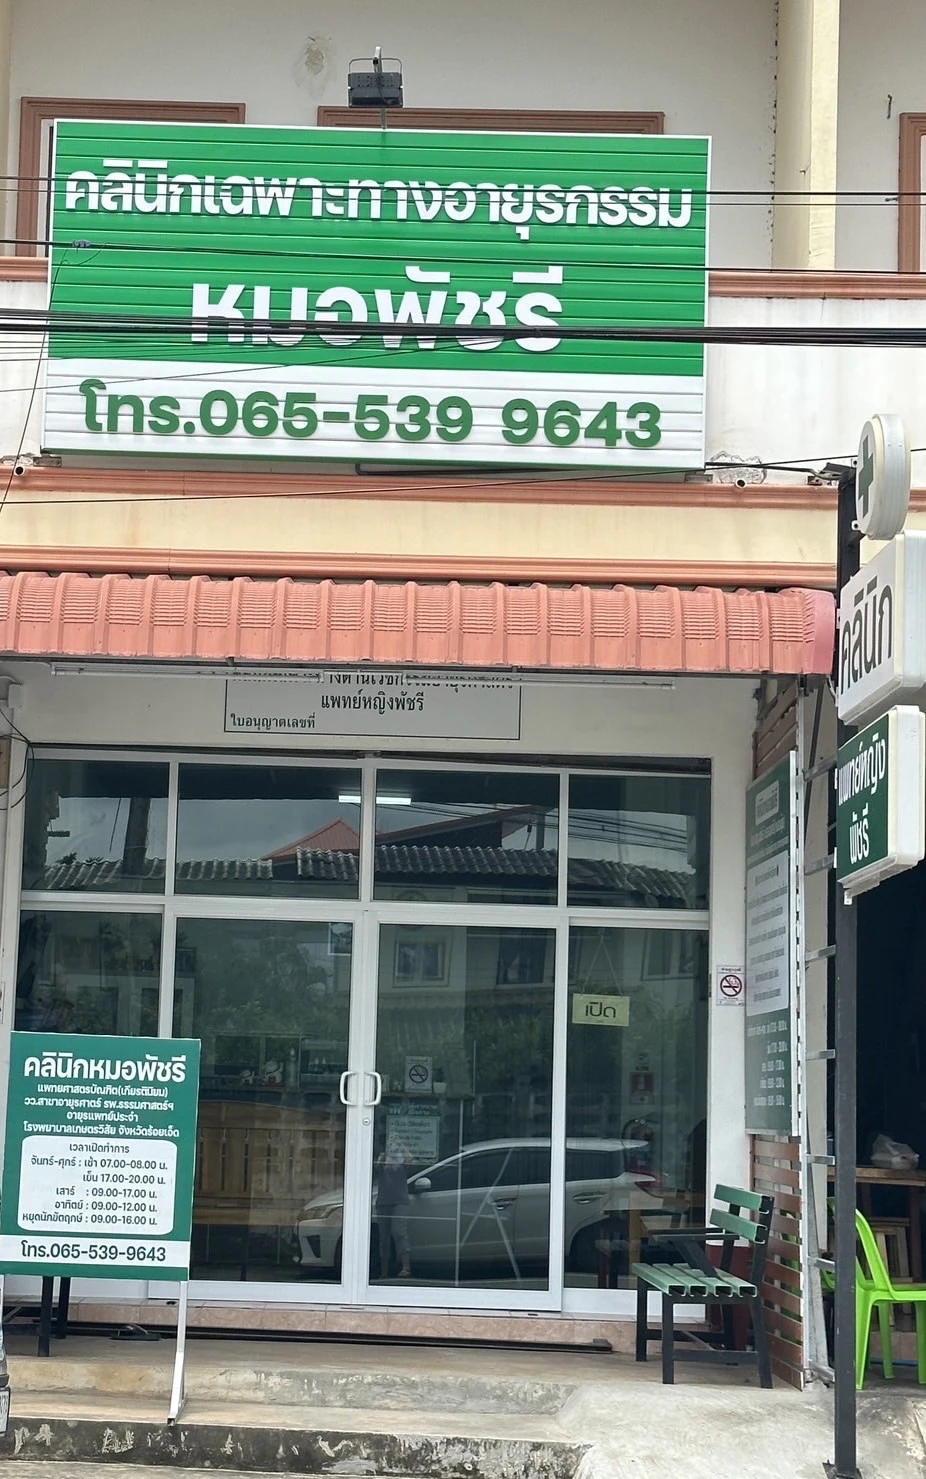 คลินิกเฉพาะทางอายุรกรรม
หมอพัชรี
โทร.065-539 9643
คลินิก
แพทย์หญิง
พัชรี
แพทย์หญิงพัชรี
ใบอนุญาตเลขที่
เปิด
คลินิกหมอพัชรี
แพทยศาสตรบัณฑิต(เกียรตินิยม)
วว.สาขาอายุรศาตร์ รพ.ธรรมศาสตร์ฯ
อายุรแพทย์ประจำ
โรงพยาบาลเกษตรวิสัย จังหวัดร้อยเอ็ด
เวลาเปิดทำการ
จันทร์-ศุกร์ : เช้า 07.00-08.00 น.
เย็น 17.00-20.00 น.
เสาร์ : 09.00-17.00 น.
อาทิตย์ : 09.00-12.00 น.
หยุดนักขัตฤกษ์ : 09.00-16.00 น.
โทร.065-539-9643